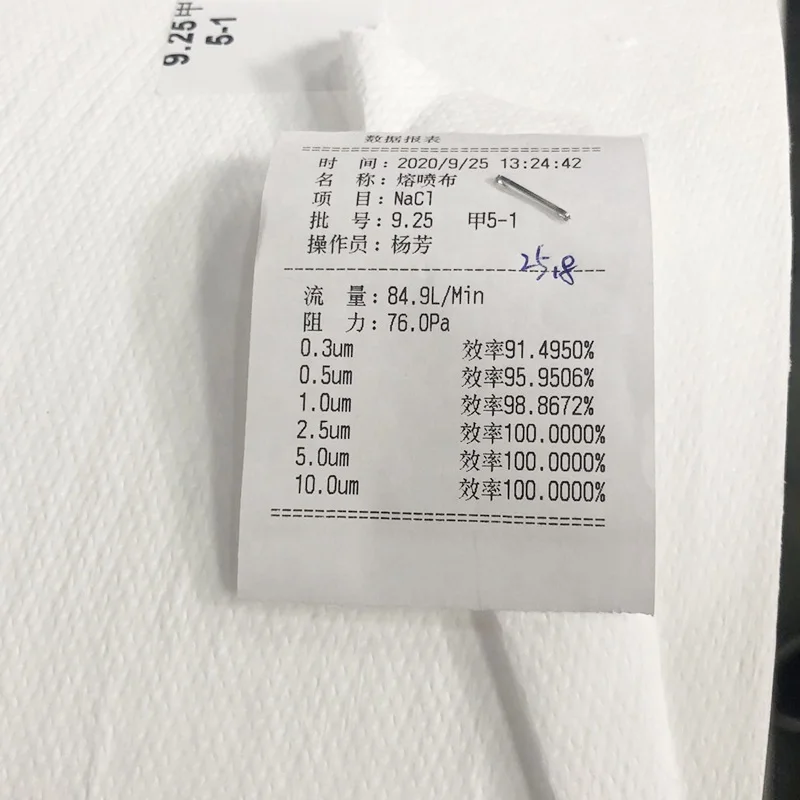 9.25甲
5-1
数据报表
时 间：2020/9/25 13:24:42
名 称：熔喷布
项 目：NaCl
批 号：9.25 甲5-1
操作员：杨芳
25.8
流 量：84.9L/Min
阻 力：76.0Pa
0.3um 效率91.4950%
0.5um 效率95.9506%
1.0um 效率98.8672%
2.5um 效率100.0000%
5.0um 效率100.0000%
10.0um 效率100.0000%